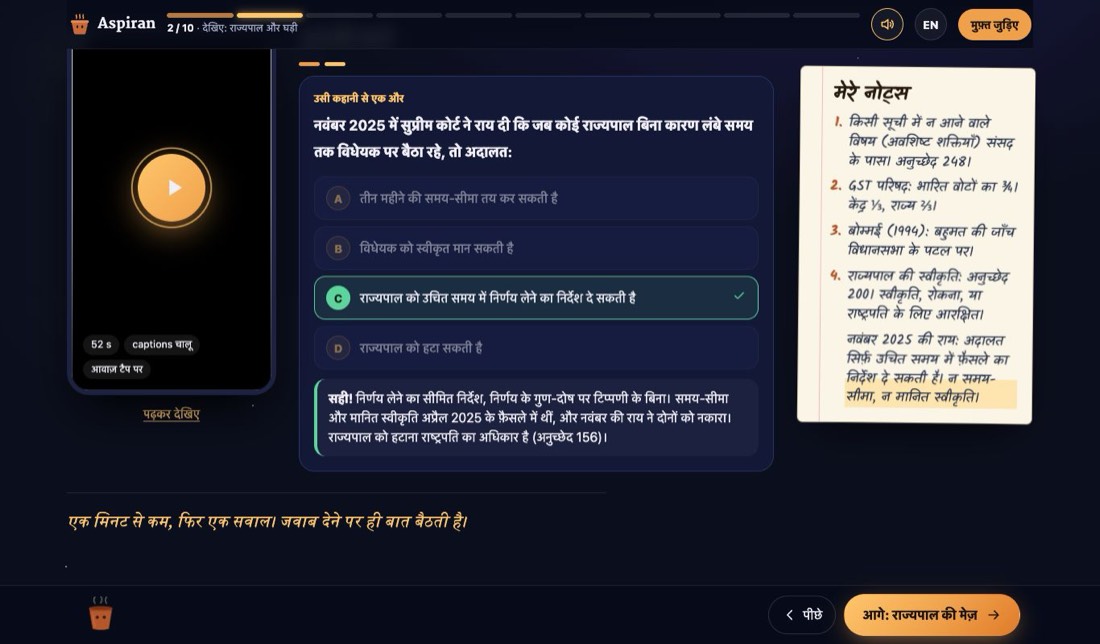 Aspiran
2 / 10 · देखिए: राज्यपाल और घड़ी
EN
मुफ़्त जुड़िए
52 s
captions चालू
आवाज़ टैप पर
पढ़कर देखिए
उसी कहानी से एक और
नवंबर 2025 में सुप्रीम कोर्ट ने राय दी कि जब कोई राज्यपाल बिना कारण लंबे समय
तक विधेयक पर बैठा रहे, तो अदालत:
A तीन महीने की समय-सीमा तय कर सकती है
B विधेयक को स्वीकृत मान सकती है
C राज्यपाल को उचित समय में निर्णय लेने का निर्देश दे सकती है
D राज्यपाल को हटा सकती है
सही! निर्णय लेने का सीमित निर्देश, निर्णय के गुण-दोष पर टिप्पणी के बिना। समय-सीमा
और मानित स्वीकृति अप्रैल 2025 के फ़ैसले में थीं, और नवंबर की राय ने दोनों को नकारा।
राज्यपाल को हटाना राष्ट्रपति का अधिकार है (अनुच्छेद 156)।
मेरे नोट्स
1. किसी सूची में न आने वाले
विषय (अवशिष्ट शक्तियाँ) संसद
के पास। अनुच्छेद 248।
2. GST परिषद: भारित वोटों का ¾।
केंद्र ⅓, राज्य ⅔।
3. बोम्मई (1994): बहुमत की जाँच
विधानसभा के पटल पर।
4. राज्यपाल की स्वीकृति: अनुच्छेद
200। स्वीकृति, रोकना, या
राष्ट्रपति के लिए आरक्षित।
नवंबर 2025 की राय: अदालत
सिर्फ़ उचित समय में फ़ैसले का
निर्देश दे सकती है। न समय-
सीमा, न मानित स्वीकृति।
एक मिनट से कम, फिर एक सवाल। जवाब देने पर ही बात बैठती है।
पीछे
आगे: राज्यपाल की मेज़ →